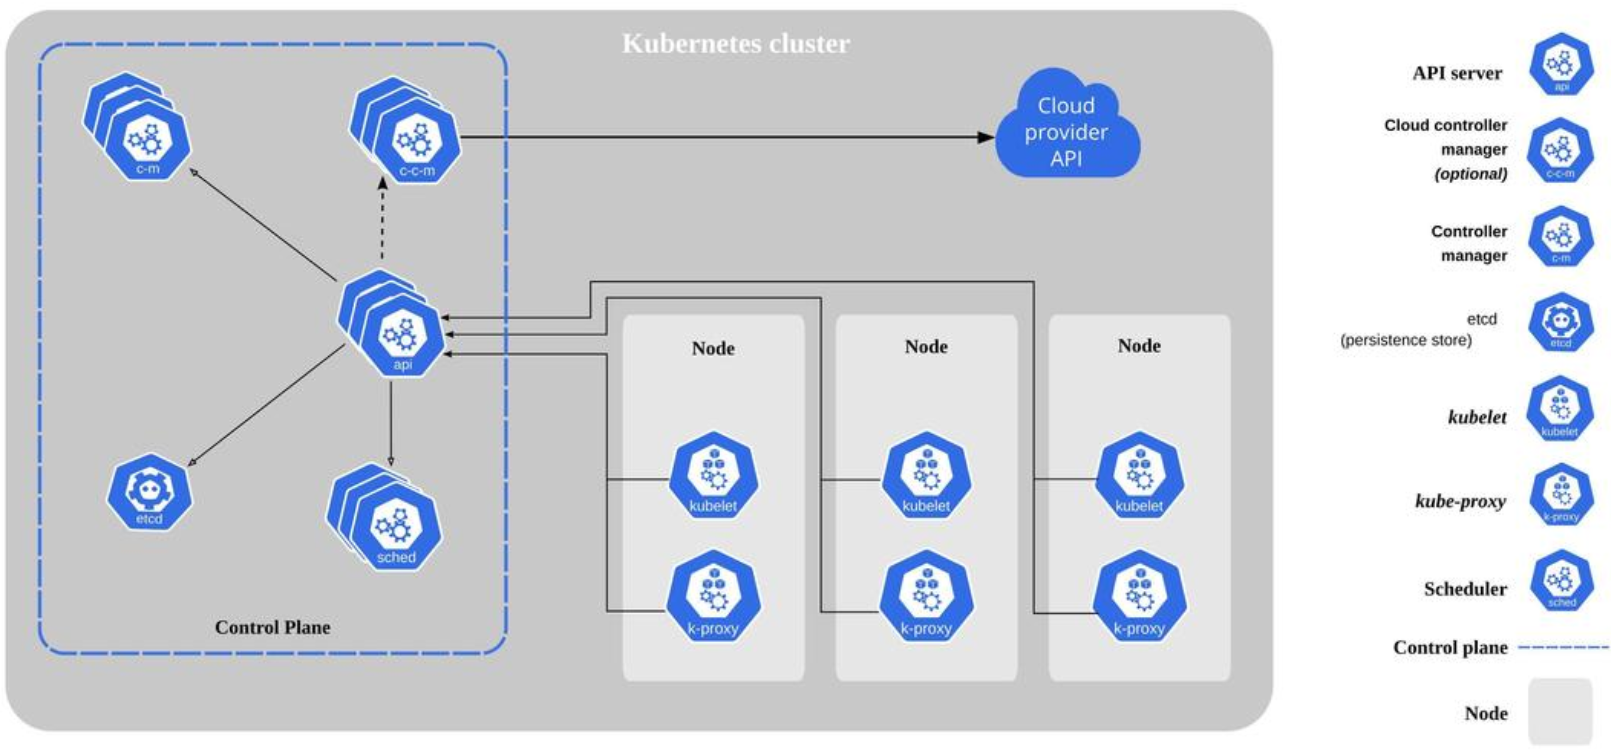 Kubernetes cluster
c-m
c-c-m
Cloud
provider
API
api
etcd
sched
Control Plane
Node
kubelet
k-proxy
Node
kubelet
k-proxy
Node
kubelet
k-proxy
API server
api
Cloud controller
manager
(optional)
c-c-m
Controller
manager
c-m
etcd
(persistence store)
etcd
kubelet
kubelet
kube-proxy
k-proxy
Scheduler
sched
Control plane
Node